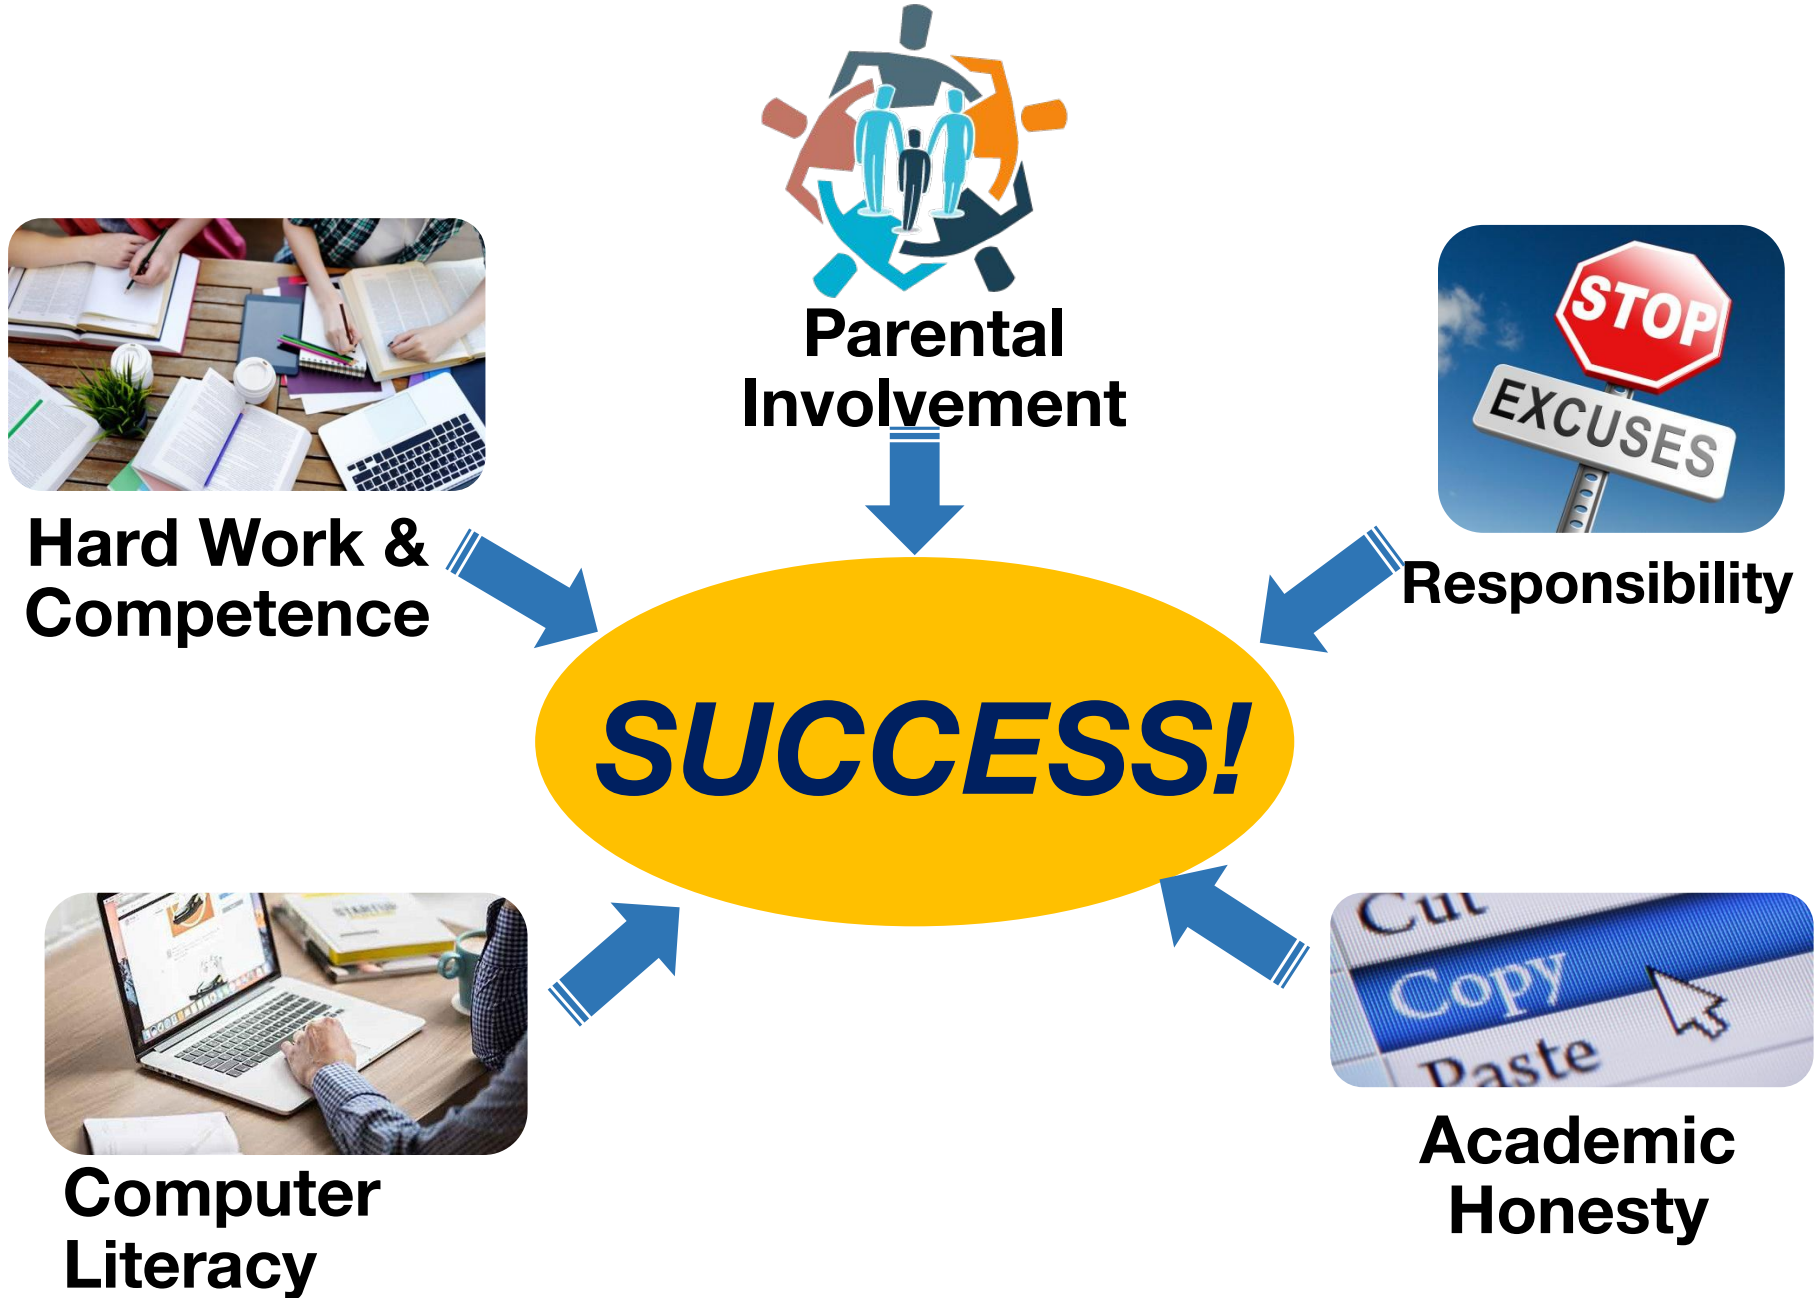 Parental
Involvement
STOP
EXCUSES
Hard Work &
Competence
Responsibility
SUCCESS!
Cut
Copy
Paste
Computer
Literacy
Academic
Honesty